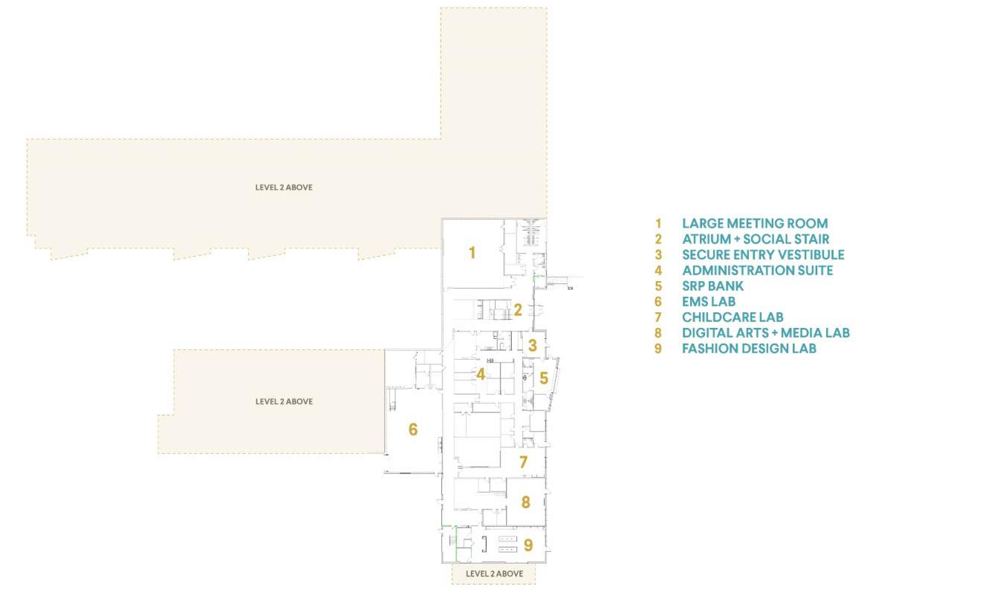 LEVEL 2 ABOVE
1 LARGE MEETING ROOM
2 ATRIUM + SOCIAL STAIR
3 SECURE ENTRY VESTIBULE
4 ADMINISTRATION SUITE
5 SRP BANK
6 EMS LAB
7 CHILDCARE LAB
8 DIGITAL ARTS + MEDIA LAB
9 FASHION DESIGN LAB
1
2
3
4
5
LEVEL 2 ABOVE
6
7
8
9
LEVEL 2 ABOVE